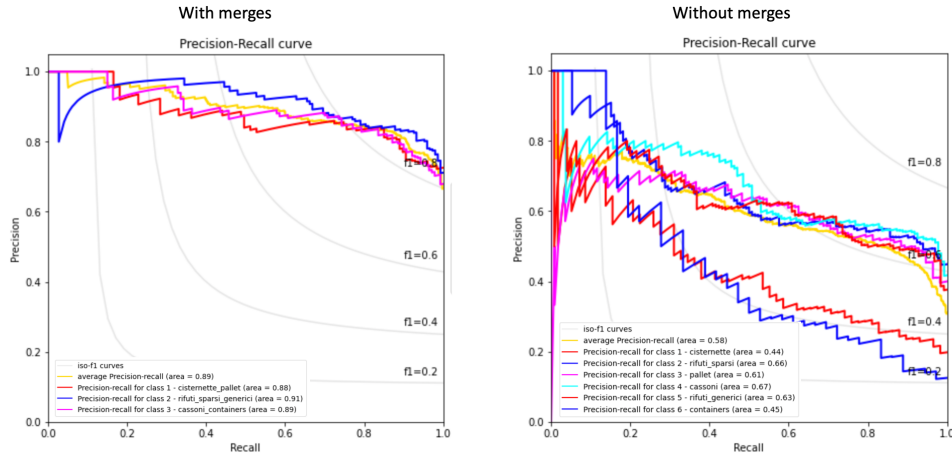 With merges
Precision-Recall curve
1.0
0.8
0.6
0.4
0.2
0.0
Precision
0.0 0.2 0.4 0.6 0.8 1.0
Recall
f1=0.8
f1=0.6
f1=0.4
f1=0.2
iso-f1 curves
average Precision-recall (area = 0.89)
Precision-recall for class 1 - cisternette_pallet (area = 0.88)
Precision-recall for class 2 - rifuti_sparsi_generici (area = 0.91)
Precision-recall for class 3 - cassoni_containers (area = 0.89)
Without merges
Precision-Recall curve
1.0
0.8
0.6
0.4
0.2
0.0
Precision
0.0 0.2 0.4 0.6 0.8 1.0
Recall
f1=0.8
f1=0.6
f1=0.4
f1=0.2
iso-f1 curves
average Precision-recall (area = 0.58)
Precision-recall for class 1 - cisternette (area = 0.44)
Precision-recall for class 2 - rifuti_sparsi (area = 0.66)
Precision-recall for class 3 - pallet (area = 0.61)
Precision-recall for class 4 - cassoni (area = 0.67)
Precision-recall for class 5 - rifuti_generici (area = 0.63)
Precision-recall for class 6 - containers (area = 0.45)